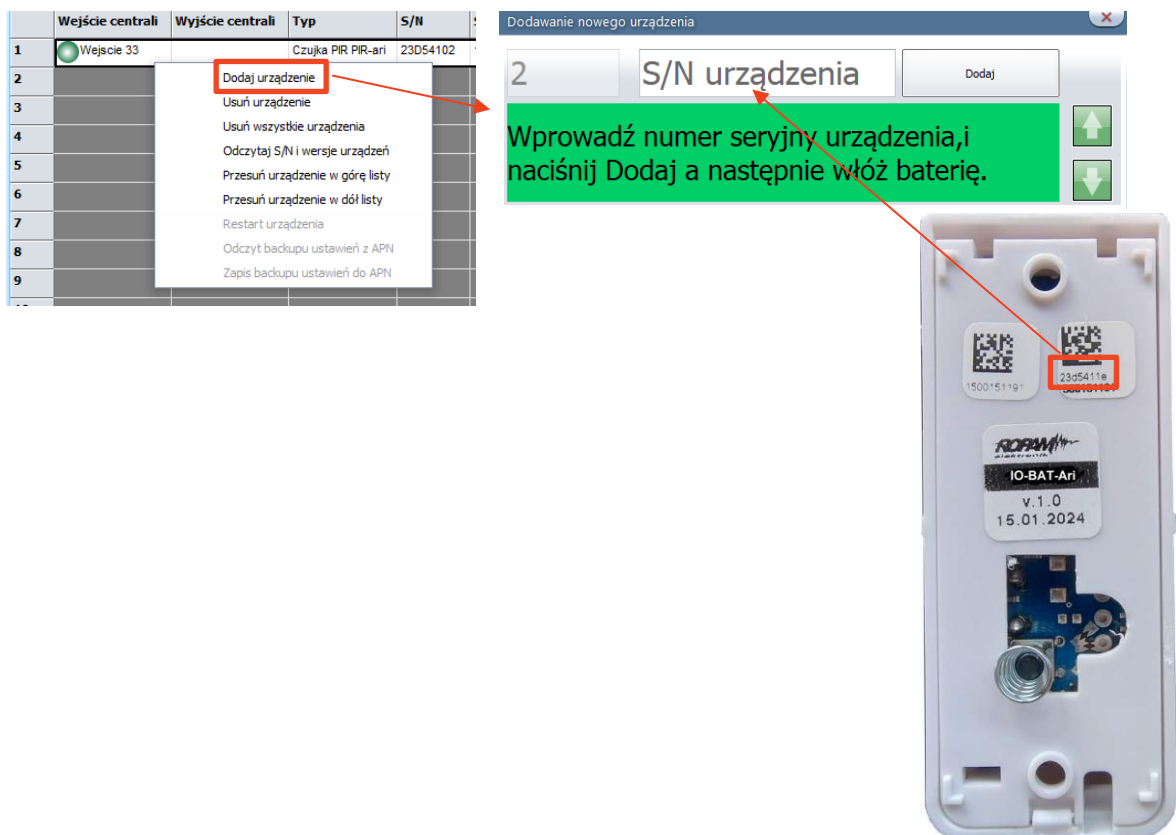 Wejście centrali Wyjście centrali Typ S/N
1 Wejscie 33 Czujka PIR PIR-ari 23D54102
2
3
4
5
6
7
8
9
Dodaj urządzenie
Usuń urządzenie
Usuń wszystkie urządzenia
Odczytaj S/N i wersje urządzeń
Przesuń urządzenie w górę listy
Przesuń urządzenie w dół listy
Restart urządzenia
Odczyt backupu ustawień z APN
Zapis backupu ustawień do APN
Dodawanie nowego urządzenia
2 S/N urządzenia Dodaj
Wprowadź numer seryjny urządzenia,i
naciśnij Dodaj a następnie włóż baterię.
1500151191
23d5411e
ROPAM
elektronik
IO-BAT-Ari
v.1.0
15.01.2024